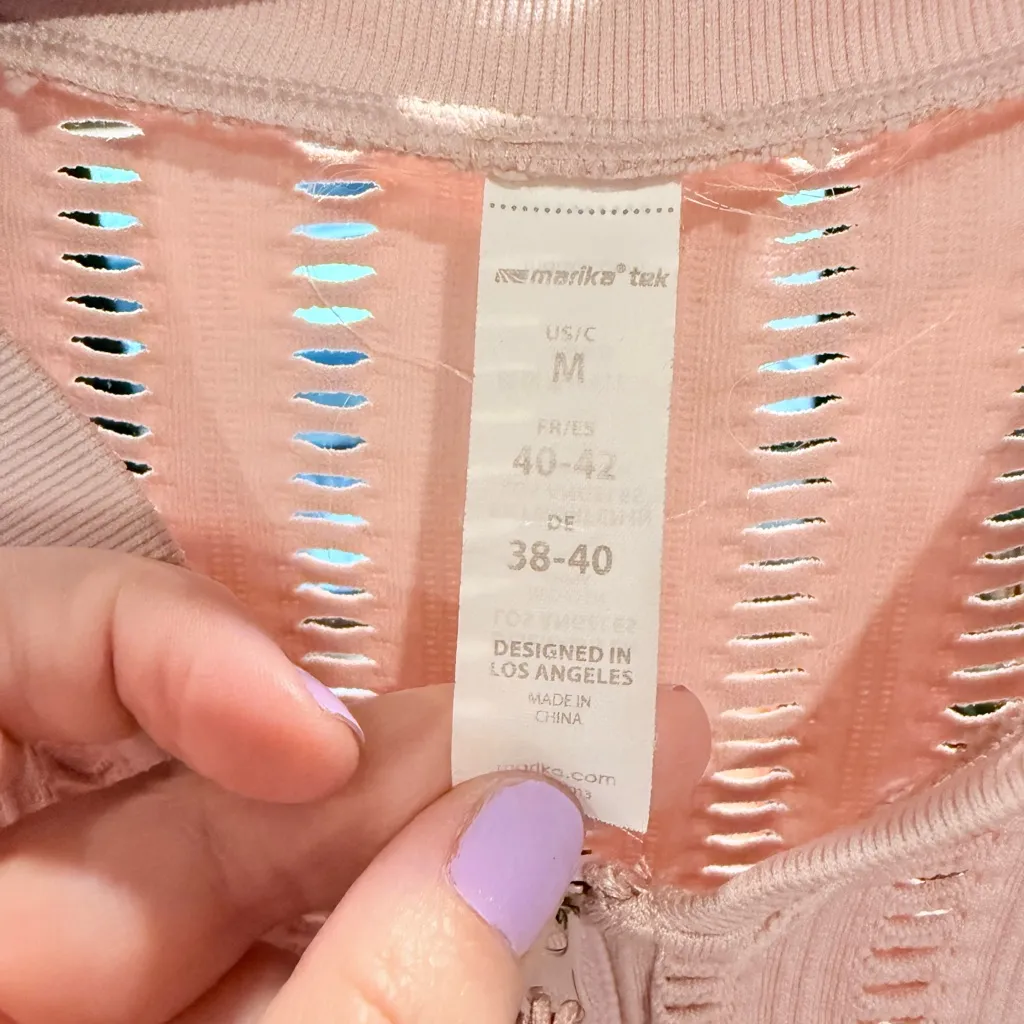 marika® tek
US/C
M
FR/ES
40-42
DE
38-40
DESIGNED IN
LOS ANGELES
MADE IN
CHINA
marika.com